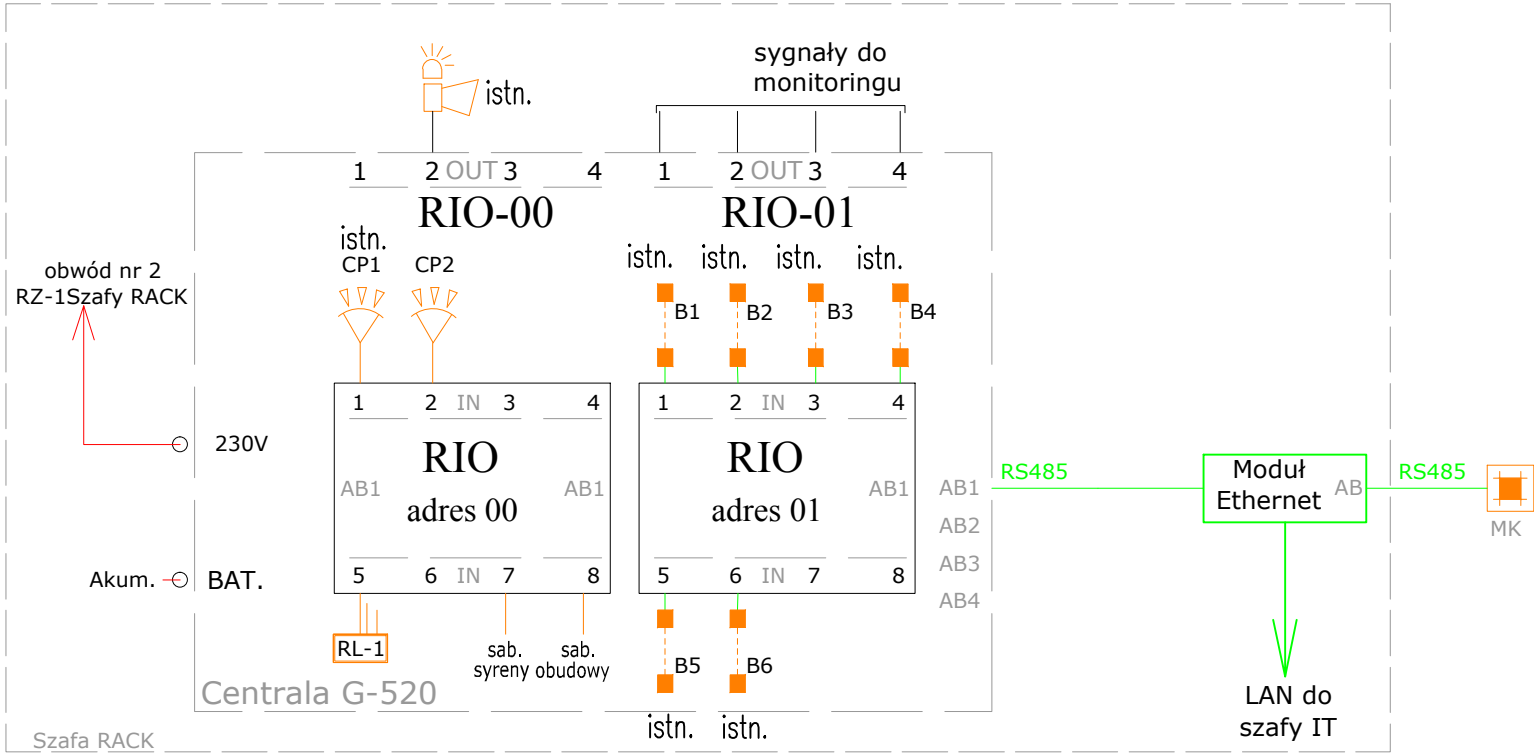 sygnały do
monitoringu
istn.
1 2 OUT 3 4
1 2 OUT 3 4
RIO-00
RIO-01
istn.
CP1
CP2
istn.
istn.
istn.
istn.
B1
B2
B3
B4
obwód nr 2
RZ-1Szafy RACK
1 2 IN 3 4
RIO
adres 00
AB1
AB1
5 6 IN 7 8
1 2 IN 3 4
RIO
adres 01
AB1
5 6 IN 7 8
230V
Akum.
BAT.
AB1
AB2
AB3
AB4
RS485
Moduł
Ethernet
AB
RS485
MK
RL-1
sab.
syreny
sab.
obudowy
B5
B6
istn.
istn.
Centrala G-520
LAN do
szafy IT
Szafa RACK